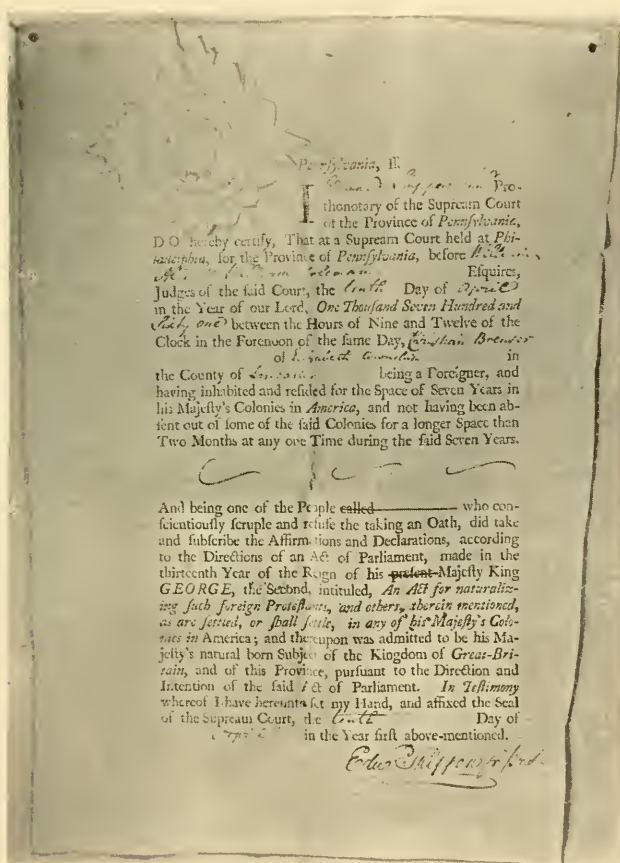 Pennſylvania, ſſ.
I Pro-
thonotary of the Supream Court
of the Province of Pennſylvania,
DO hereby certify, That at a Supream Court held at Phi-
ladelphia, for the Province of Pennſylvania, before
Eſquires,
Judges of the ſaid Court, the tenth Day of April
in the Year of our Lord, One Thouſand Seven Hundred and
ſixty one between the Hours of Nine and Twelve of the
Clock in the Forenoon of the ſame Day, Chriſtian
of in
the County of being a Foreigner, and
having inhabited and reſided for the Space of Seven Years in
his Majeſty's Colonies in America, and not having been ab-
ſent out of ſome of the ſaid Colonies for a longer Space than
Two Months at any one Time during the ſaid Seven Years.
And being one of the People called who con-
ſcientiouſly ſcruple and refuſe the taking an Oath, did take
and ſubſcribe the Affirmations and Declarations, according
to the Directions of an Act of Parliament, made in the
thirteenth Year of the Reign of his preſent Majeſty King
GEORGE, the Second, intituled, An Act for naturaliz-
ing ſuch foreign Proteſtants, and others, therein mentioned,
as are ſettled, or ſhall ſettle, in any of his Majeſty's Colo-
nies in America; and thereupon was admitted to be his Ma-
jeſty's natural born Subject of the Kingdom of Great-Bri-
tain, and of this Province, purſuant to the Direction and
Intention of the ſaid Act of Parliament. In Teſtimony
whereof I have hereunto ſet my Hand, and affixed the Seal
of the Supream Court, the tenth Day of
April in the Year firſt above-mentioned.
Edw Shippen